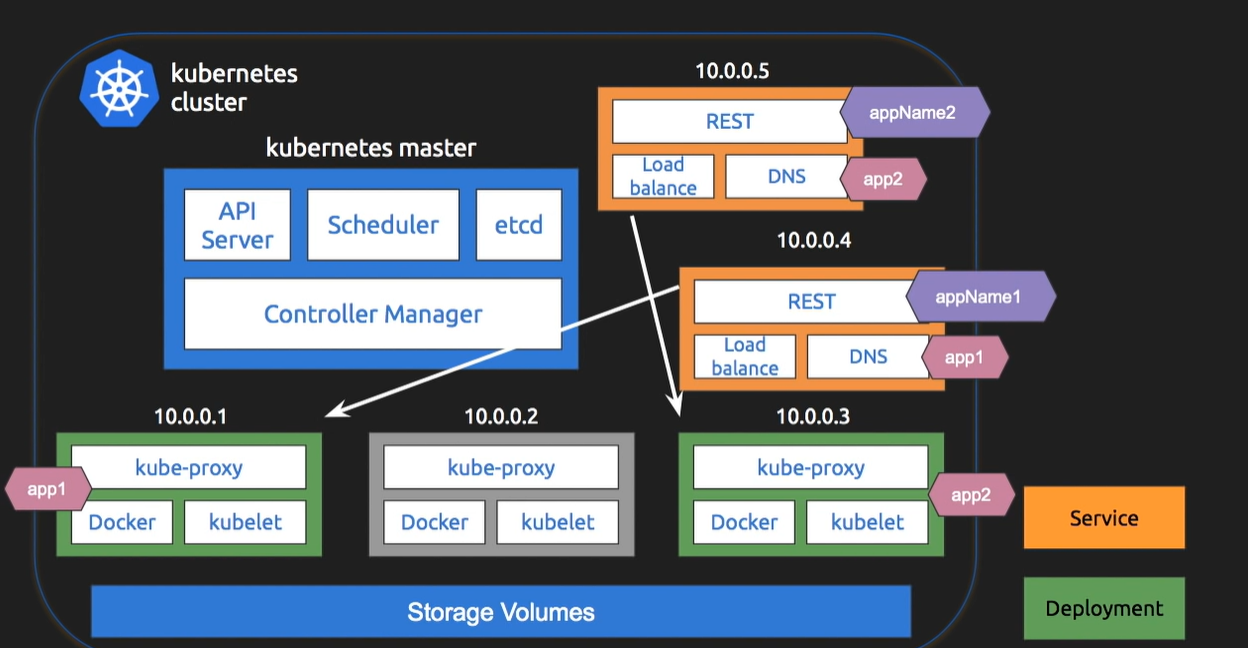 kubernetes
cluster
kubernetes master
API
Server
Scheduler
etcd
Controller Manager
10.0.0.5
REST
appName2
Load
balance
DNS
app2
10.0.0.4
REST
appName1
Load
balance
DNS
app1
10.0.0.1
kube-proxy
app1
Docker
kubelet
10.0.0.2
kube-proxy
Docker
kubelet
10.0.0.3
kube-proxy
app2
Docker
kubelet
Service
Deployment
Storage Volumes